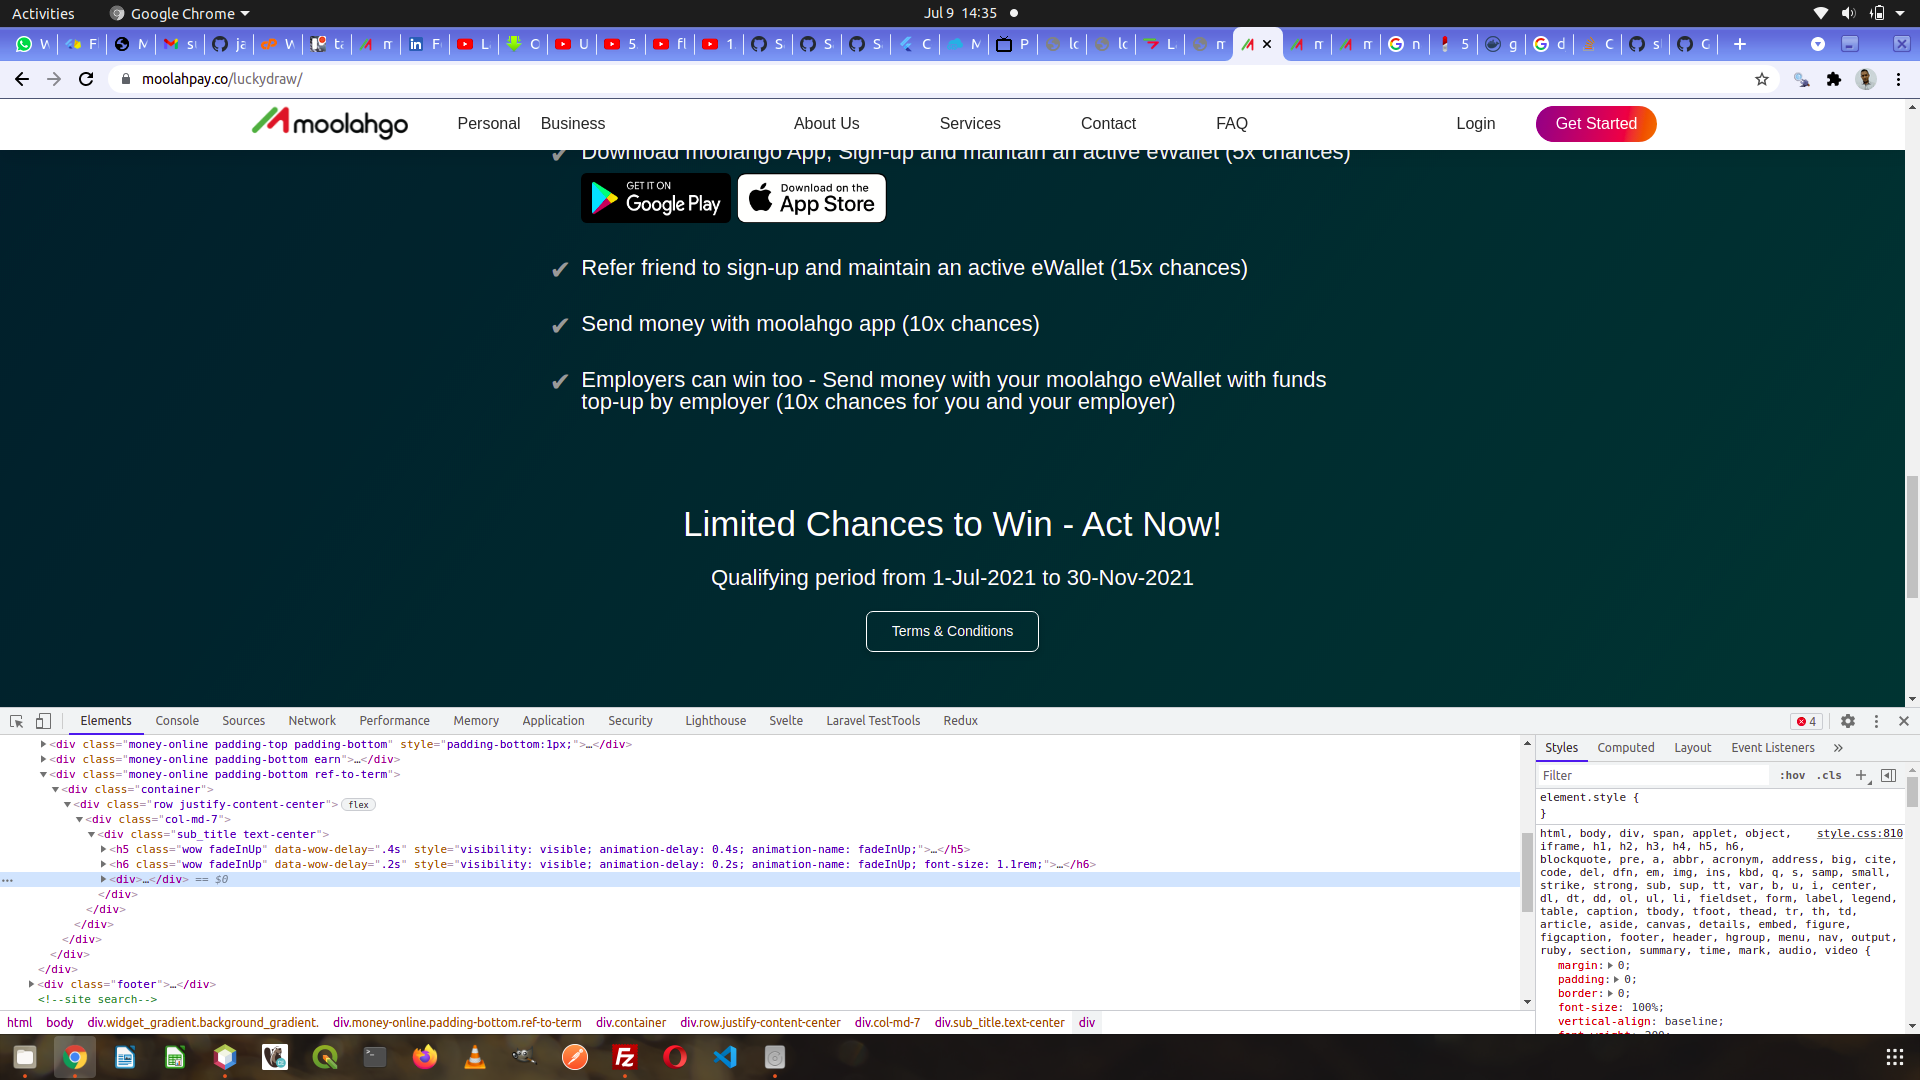 Activities
Google Chrome
Jul 9 14:35
moolahpay.co/luckydraw/
moolahgo
Personal
Business
About Us
Services
Contact
FAQ
Login
Get Started
Download moolahgo App, Sign-up and maintain an active eWallet (5x chances)
GET IT ON
Google Play
Download on the
App Store
✔ Refer friend to sign-up and maintain an active eWallet (15x chances)
✔ Send money with moolahgo app (10x chances)
✔ Employers can win too - Send money with your moolahgo eWallet with funds
top-up by employer (10x chances for you and your employer)
Limited Chances to Win - Act Now!
Qualifying period from 1-Jul-2021 to 30-Nov-2021
Terms & Conditions
Elements Console Sources Network Performance Memory Application Security Lighthouse Svelte Laravel TestTools Redux
4
<div class="money-online padding-top padding-bottom" style="padding-bottom:1px;">…</div>
<div class="money-online padding-bottom earn">…</div>
<div class="money-online padding-bottom ref-to-term">
<div class="container">
<div class="row justify-content-center"> flex
<div class="col-md-7">
<div class="sub_title text-center">
<h5 class="wow fadeInUp" data-wow-delay=".4s" style="visibility: visible; animation-delay: 0.4s; animation-name: fadeInUp;">…</h5>
<h6 class="wow fadeInUp" data-wow-delay=".2s" style="visibility: visible; animation-delay: 0.2s; animation-name: fadeInUp; font-size: 1.1rem;">…</h6>
<div>…</div> == $0
</div>
</div>
</div>
</div>
</div>
</div>
<div class="footer">…</div>
<!--site search-->
html body div.widget_gradient.background_gradient. div.money-online.padding-bottom.ref-to-term div.container div.row.justify-content-center div.col-md-7 div.sub_title.text-center div
Styles Computed Layout Event Listeners »
Filter
:hov .cls +
element.style {
}
html, body, div, span, applet, object, style.css:810
iframe, h1, h2, h3, h4, h5, h6,
blockquote, pre, a, abbr, acronym, address, big, cite,
code, del, dfn, em, img, ins, kbd, q, s, samp, small,
strike, strong, sub, sup, tt, var, b, u, i, center,
dl, dt, dd, ol, ul, li, fieldset, form, label, legend,
table, caption, tbody, tfoot, thead, tr, th, td,
article, aside, canvas, details, embed, figure,
figcaption, footer, header, hgroup, menu, nav, output,
ruby, section, summary, time, mark, audio, video {
margin: 0;
padding: 0;
border: 0;
font-size: 100%;
vertical-align: baseline;